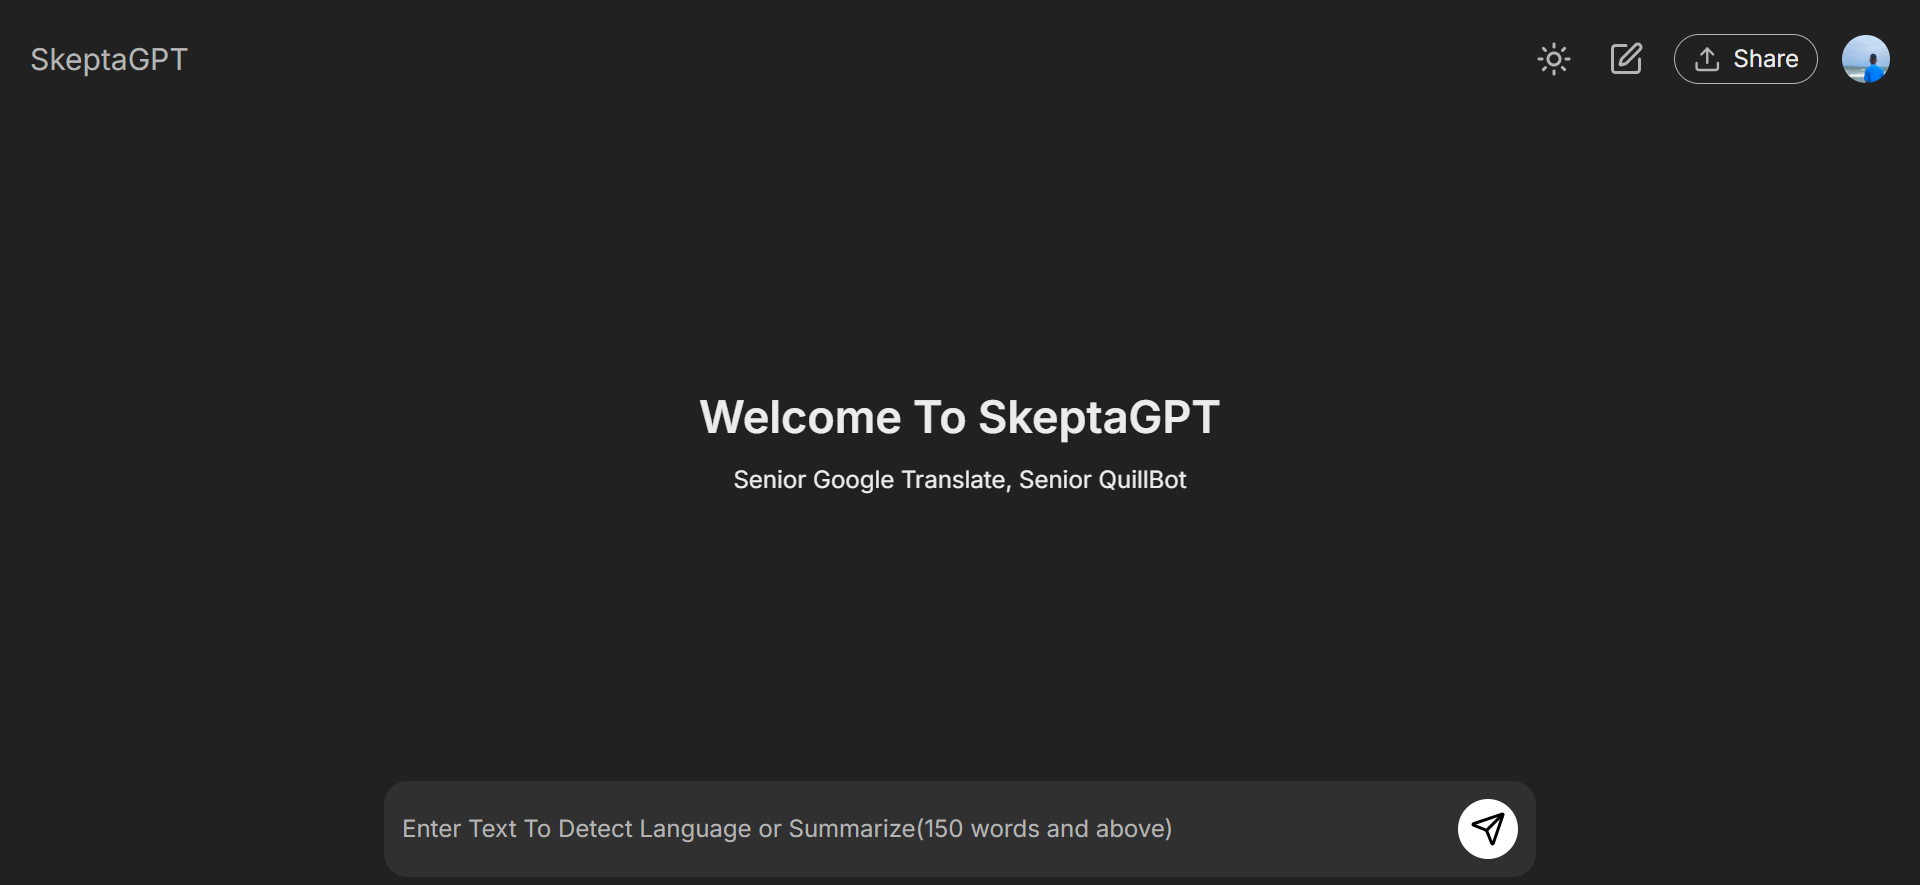 SkeptaGPT
Share
Welcome To SkeptaGPT
Senior Google Translate, Senior QuillBot
Enter Text To Detect Language or Summarize(150 words and above)